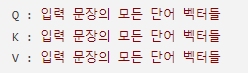 Q : 입력 문장의 모든 단어 벡터들
K : 입력 문장의 모든 단어 벡터들
V : 입력 문장의 모든 단어 벡터들